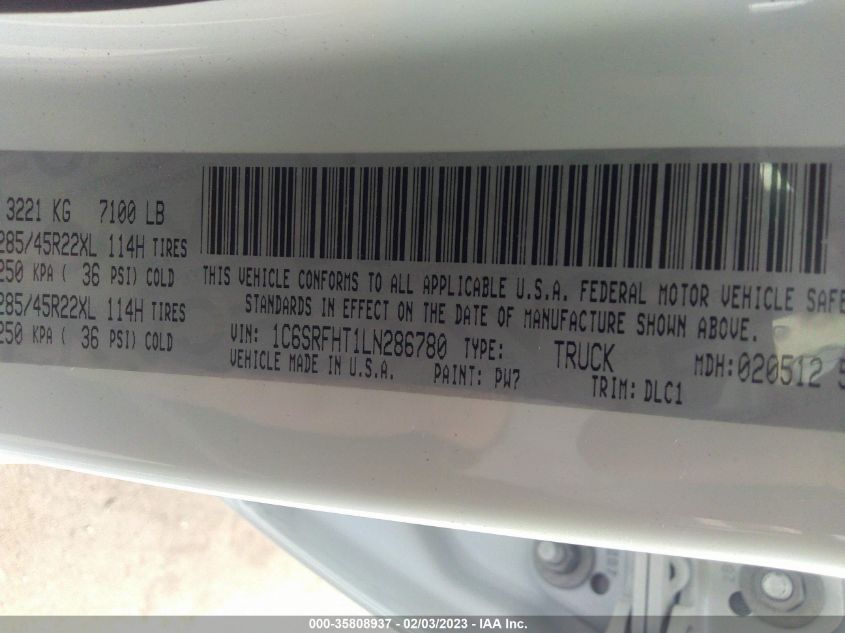 3221 KG 7100 LB
285/45R22XL 114H TIRES
250 KPA ( 36 PSI) COLD
285/45R22XL 114H TIRES
250 KPA ( 36 PSI) COLD
THIS VEHICLE CONFORMS TO ALL APPLICABLE U.S.A. FEDERAL MOTOR VEHICLE SAFE
STANDARDS IN EFFECT ON THE DATE OF MANUFACTURE SHOWN ABOVE.
VIN: 1C6SRFHT1LN286780 TYPE: TRUCK MDH:020512 5
VEHICLE MADE IN U.S.A. PAINT: PW7 TRIM: DLC1
000-35808937 - 02/03/2023 - IAA Inc.